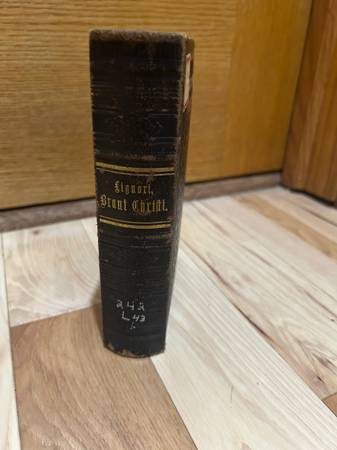 Liguori,
Braut Christi.
242
L43